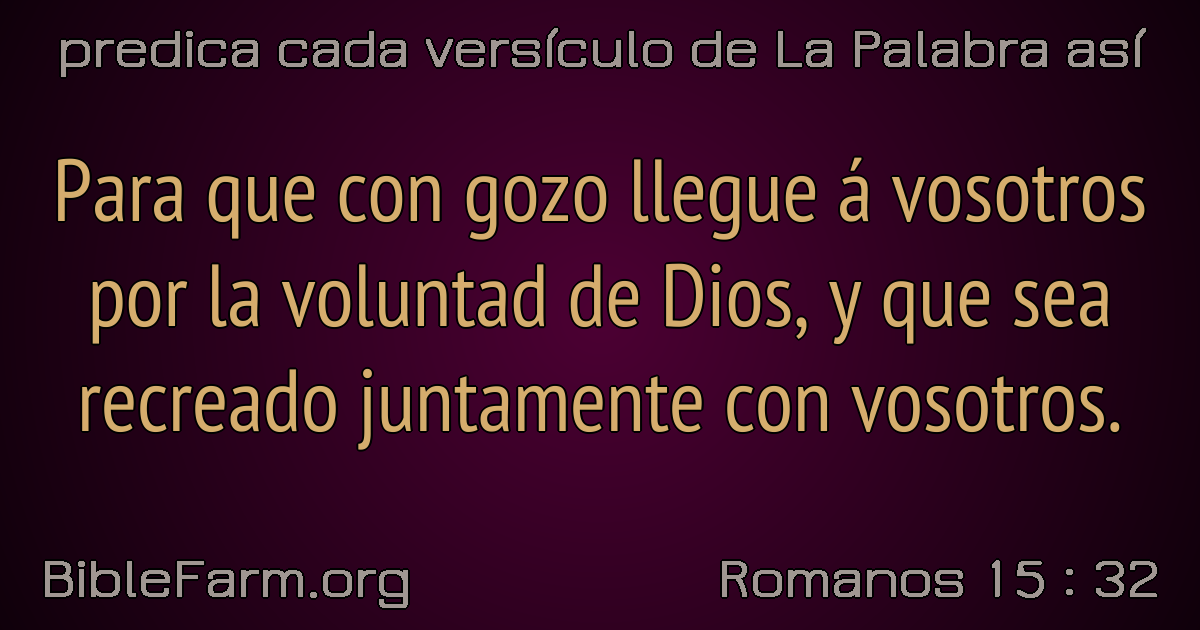 predica cada versículo de La Palabra así
Para que con gozo llegue á vosotros
por la voluntad de Dios, y que sea
recreado juntamente con vosotros.
BibleFarm.org
Romanos 15 : 32